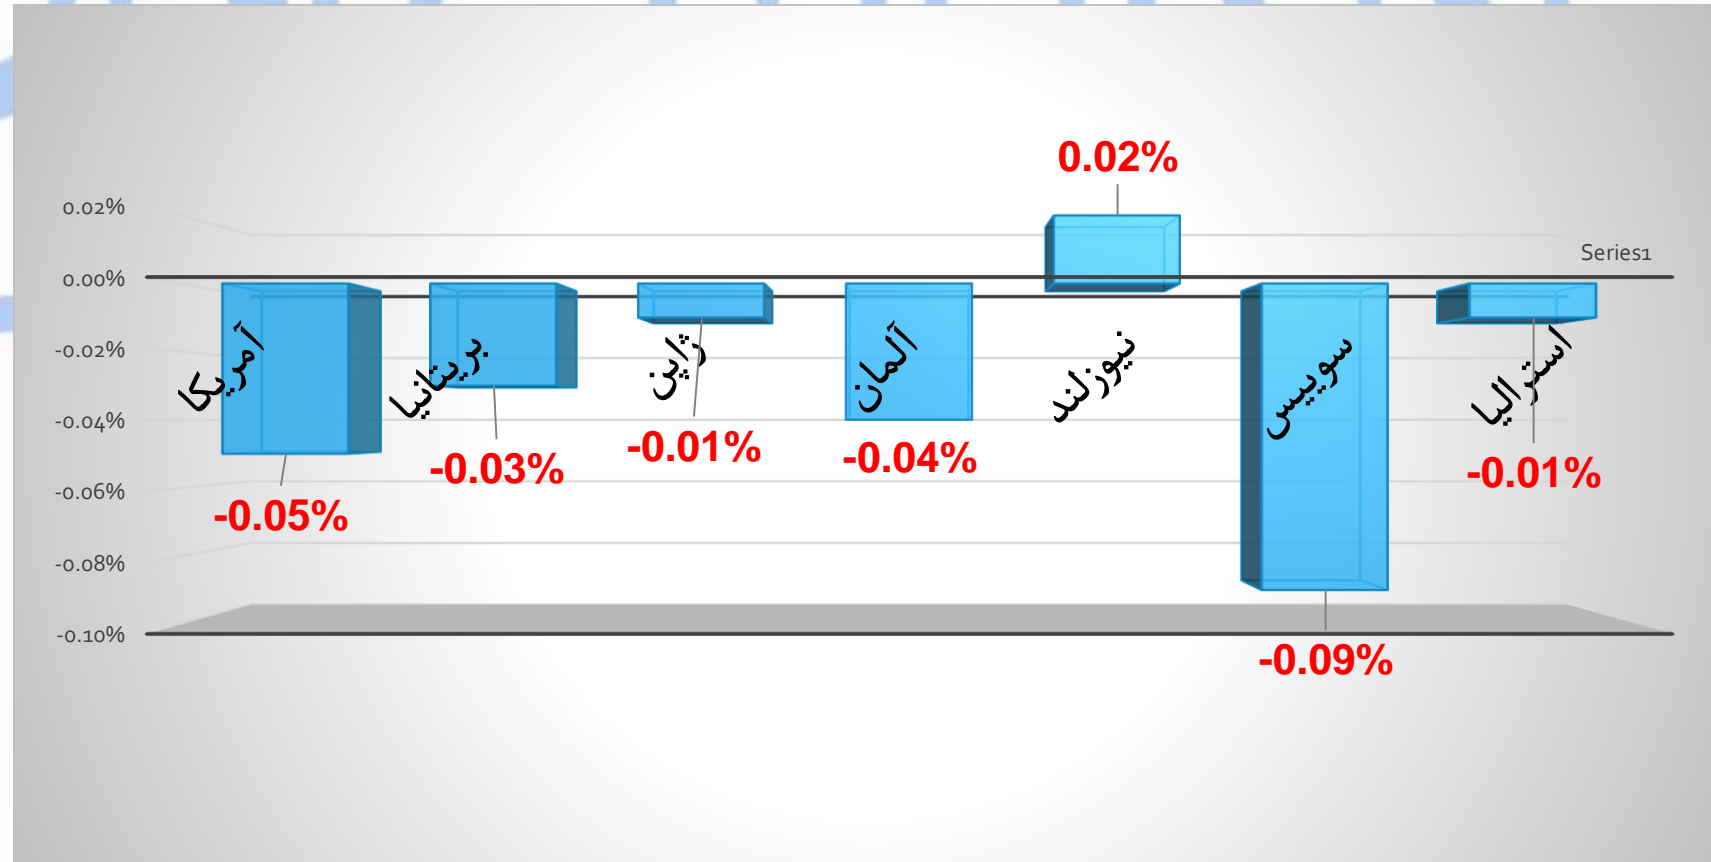 0.02%
0.02%
Series1
0.00%
-0.02%
-0.04%
-0.06%
-0.08%
-0.10%
آمریکا
بریتانیا
ژاپن
آلمان
نیوزلند
سوییس
استرالیا
-0.05%
-0.03%
-0.01%
-0.04%
-0.09%
-0.01%